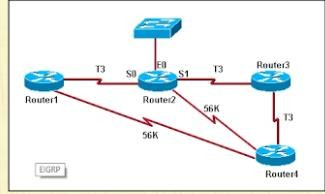 E0
T3
S0
S1
T3
Router3
Router1
Router2
T3
56K
56K
Router4
EIGRP